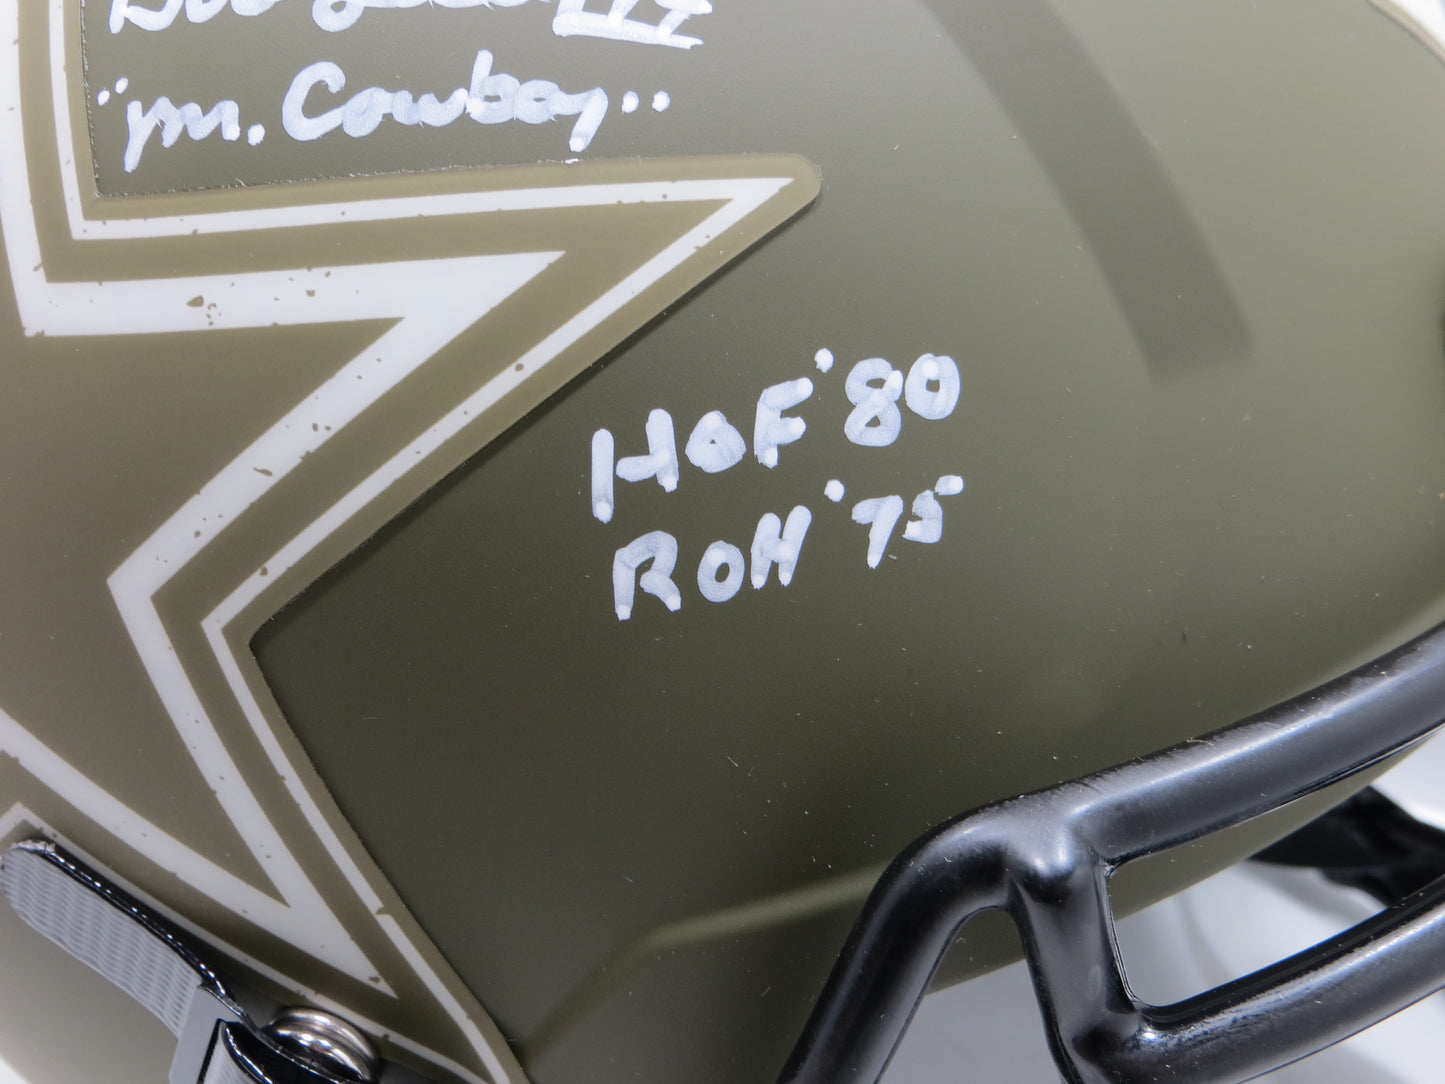 "Mr. Cowboy"
HOF '80
ROH '75